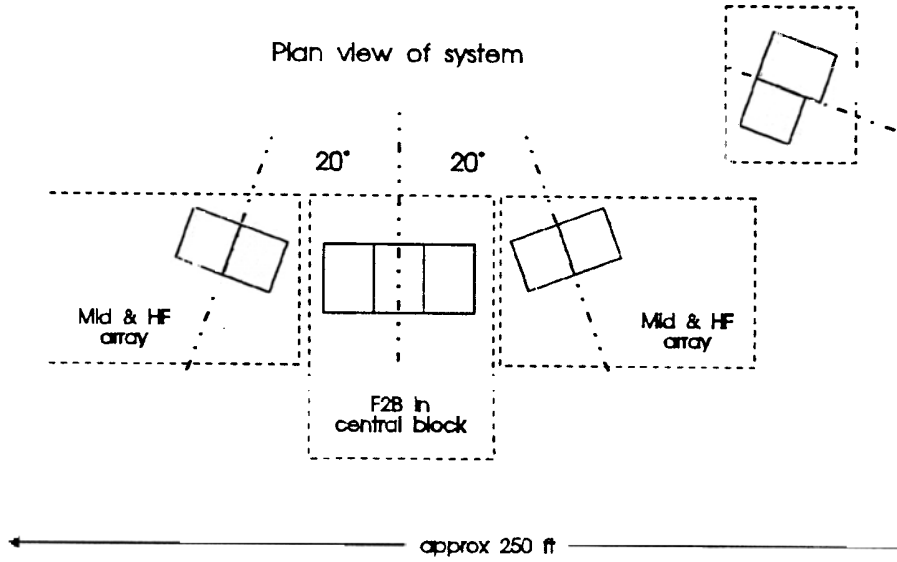 Plan view of system
20°
20°
Mid & HF
array
Mid & HF
array
F2B in
central block
approx 250 ft